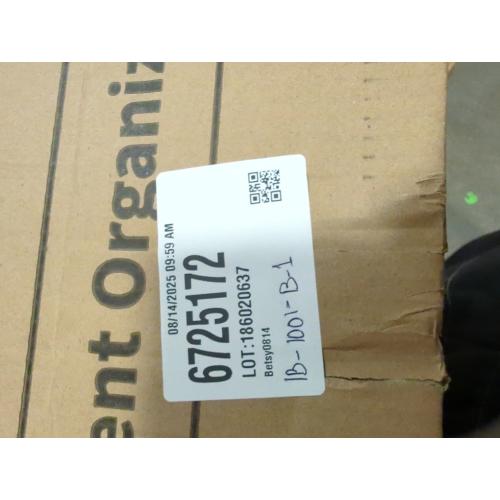 ent Organiz
08/14/2025 09:59 AM
6725172
LOT:186020637
Betsy0814
1B-1001-B-1